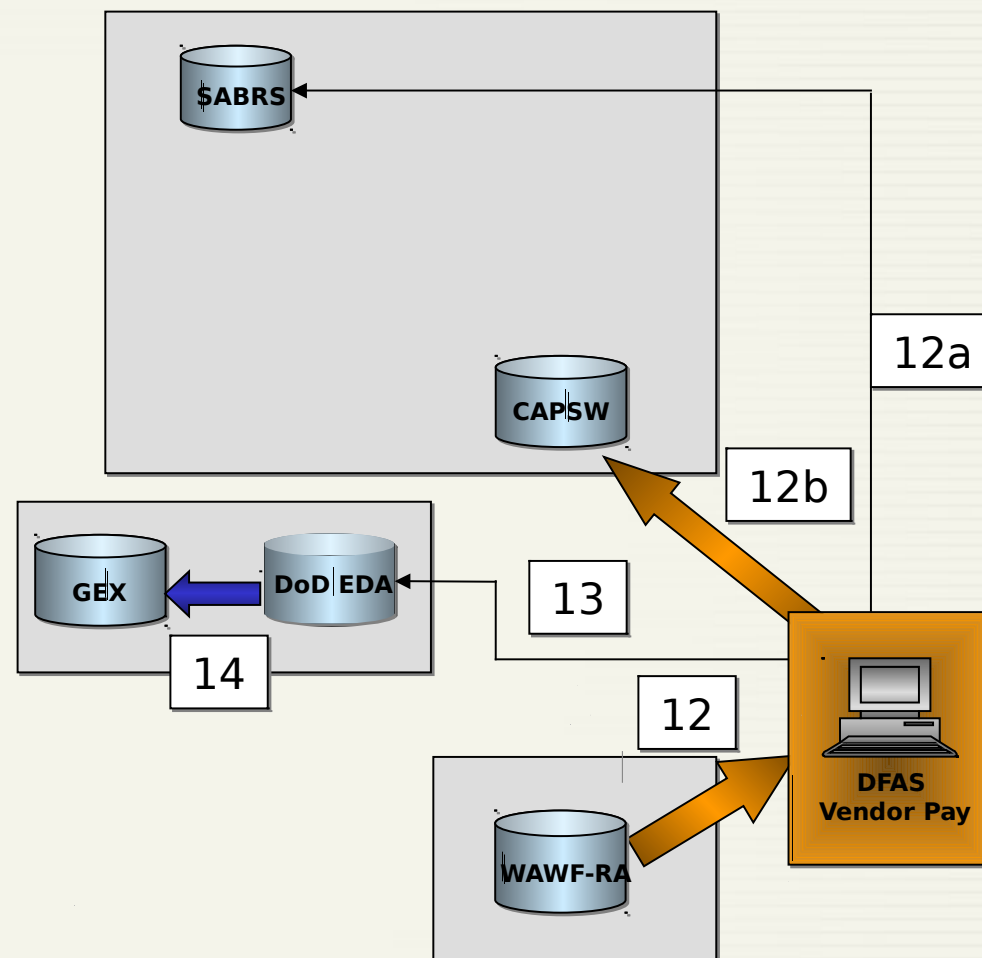 SABRS
12a
CAPSW
12b
GEX
DoD EDA
13
14
12
DFAS
Vendor Pay
WAWF-RA